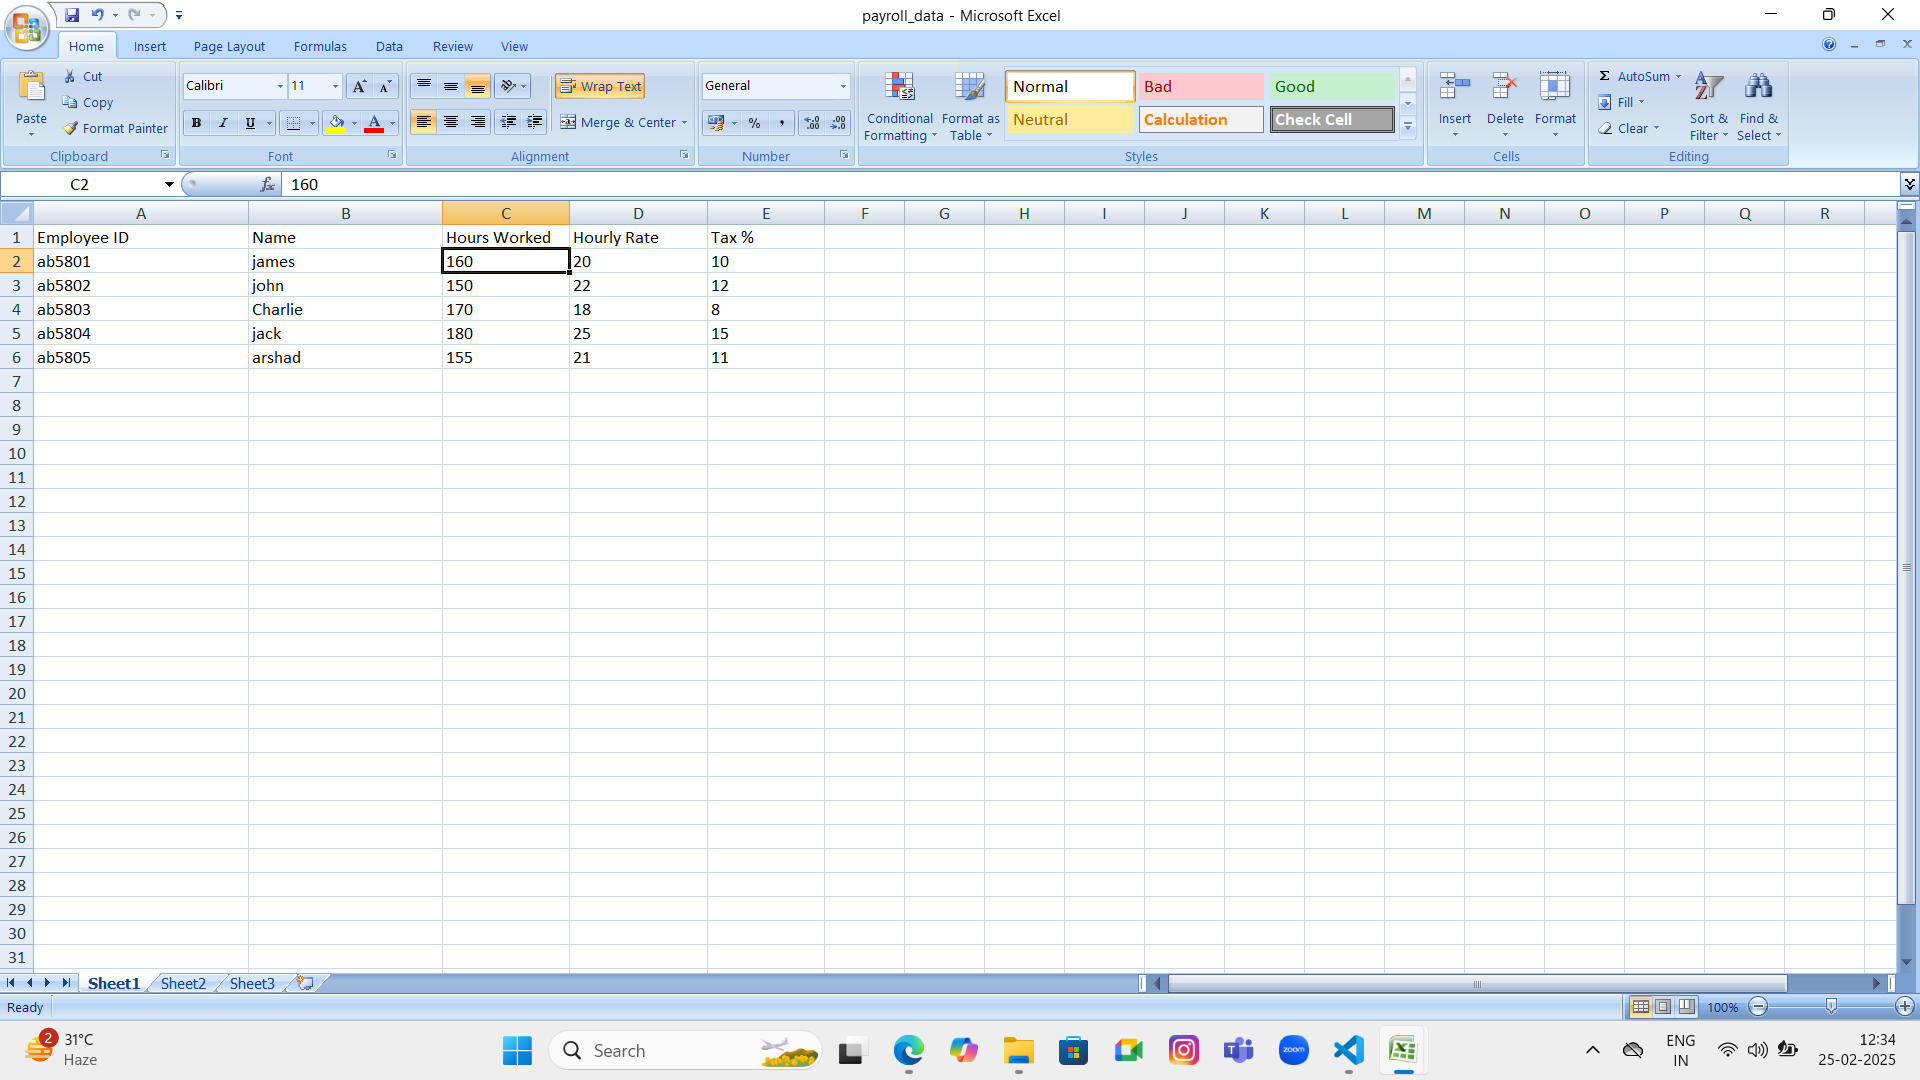 payroll_data - Microsoft Excel
Home Insert Page Layout Formulas Data Review View
Paste Cut Copy Format Painter
Calibri 11 A A B I U A
Wrap Text Merge & Center
General % ,
Conditional Formatting Format as Table
Normal Bad Good
Neutral Calculation Check Cell
Insert Delete Format
Σ AutoSum Fill Clear Sort & Filter Find & Select
Clipboard Font Alignment Number Styles Cells Editing
C2 fx 160
A B C D E F G H I J K L M N O P Q R
1 Employee ID Name Hours Worked Hourly Rate Tax %
2 ab5801 james 160 20 10
3 ab5802 john 150 22 12
4 ab5803 Charlie 170 18 8
5 ab5804 jack 180 25 15
6 ab5805 arshad 155 21 11
7
8
9
10
11
12
13
14
15
16
17
18
19
20
21
22
23
24
25
26
27
28
29
30
31
Sheet1 Sheet2 Sheet3
Ready 100%
2 31°C Search zoom ENG 12:34
Haze IN 25-02-2025